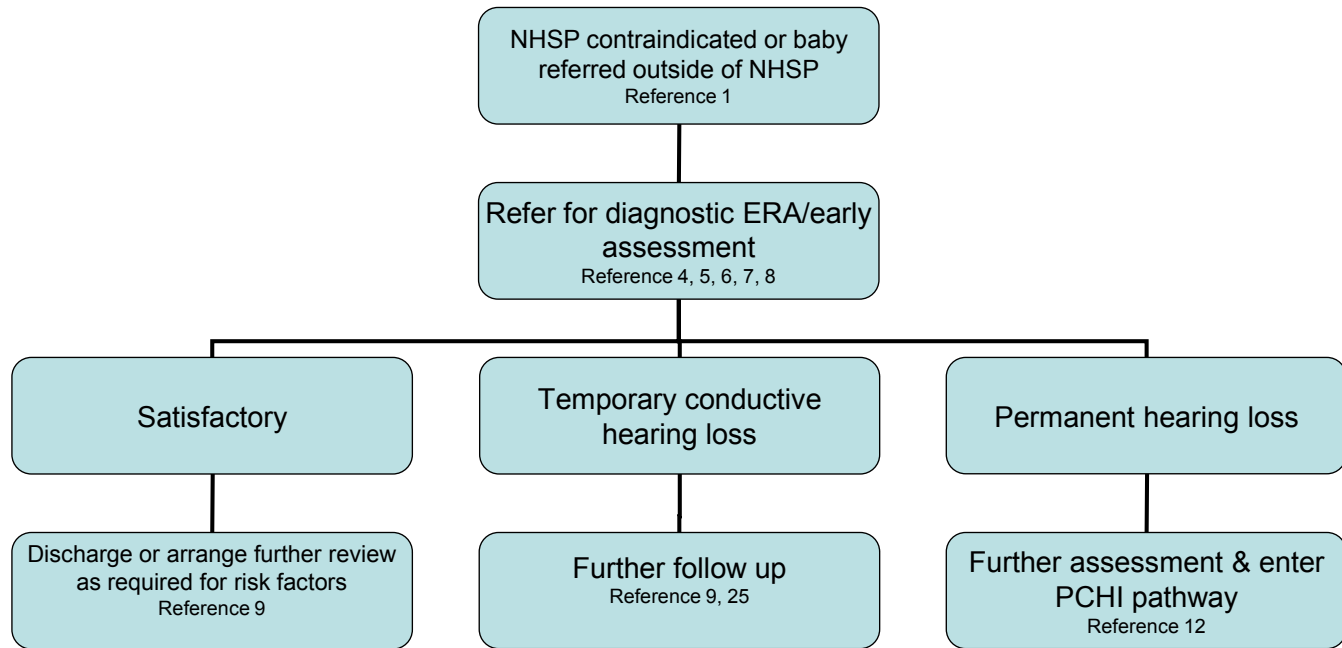 NHSP contraindicated or baby
referred outside of NHSP
Reference 1
Refer for diagnostic ERA/early
assessment
Reference 4, 5, 6, 7, 8
Satisfactory
Temporary conductive
hearing loss
Permanent hearing loss
Discharge or arrange further review
as required for risk factors
Reference 9
Further follow up
Reference 9, 25
Further assessment & enter
PCHI pathway
Reference 12